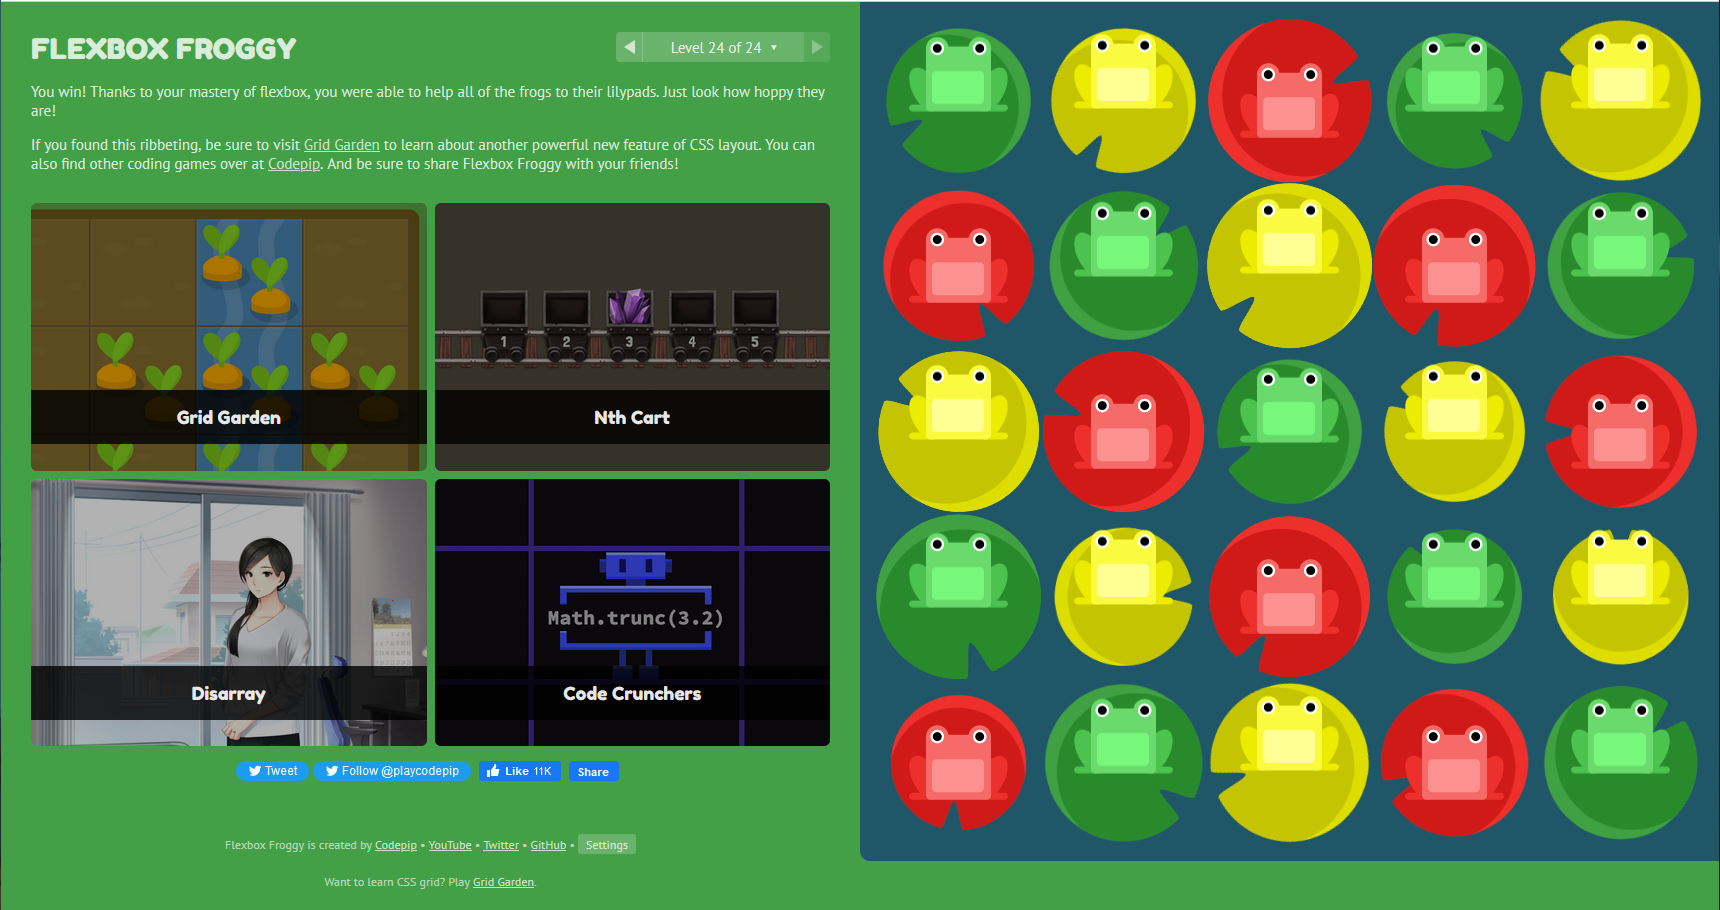 FLEXBOX FROGGY
Level 24 of 24
You win! Thanks to your mastery of flexbox, you were able to help all of the frogs to their lilypads. Just look how hoppy they
are!
If you found this ribbeting, be sure to visit Grid Garden to learn about another powerful new feature of CSS layout. You can
also find other coding games over at Codepip. And be sure to share Flexbox Froggy with your friends!
Grid Garden
1 2 3 4 5
Nth Cart
Disarray
Math.trunc(3.2)
Code Crunchers
Tweet Follow @playcodepip Like 11K Share
Flexbox Froggy is created by Codepip • YouTube • Twitter • GitHub • Settings
Want to learn CSS grid? Play Grid Garden.